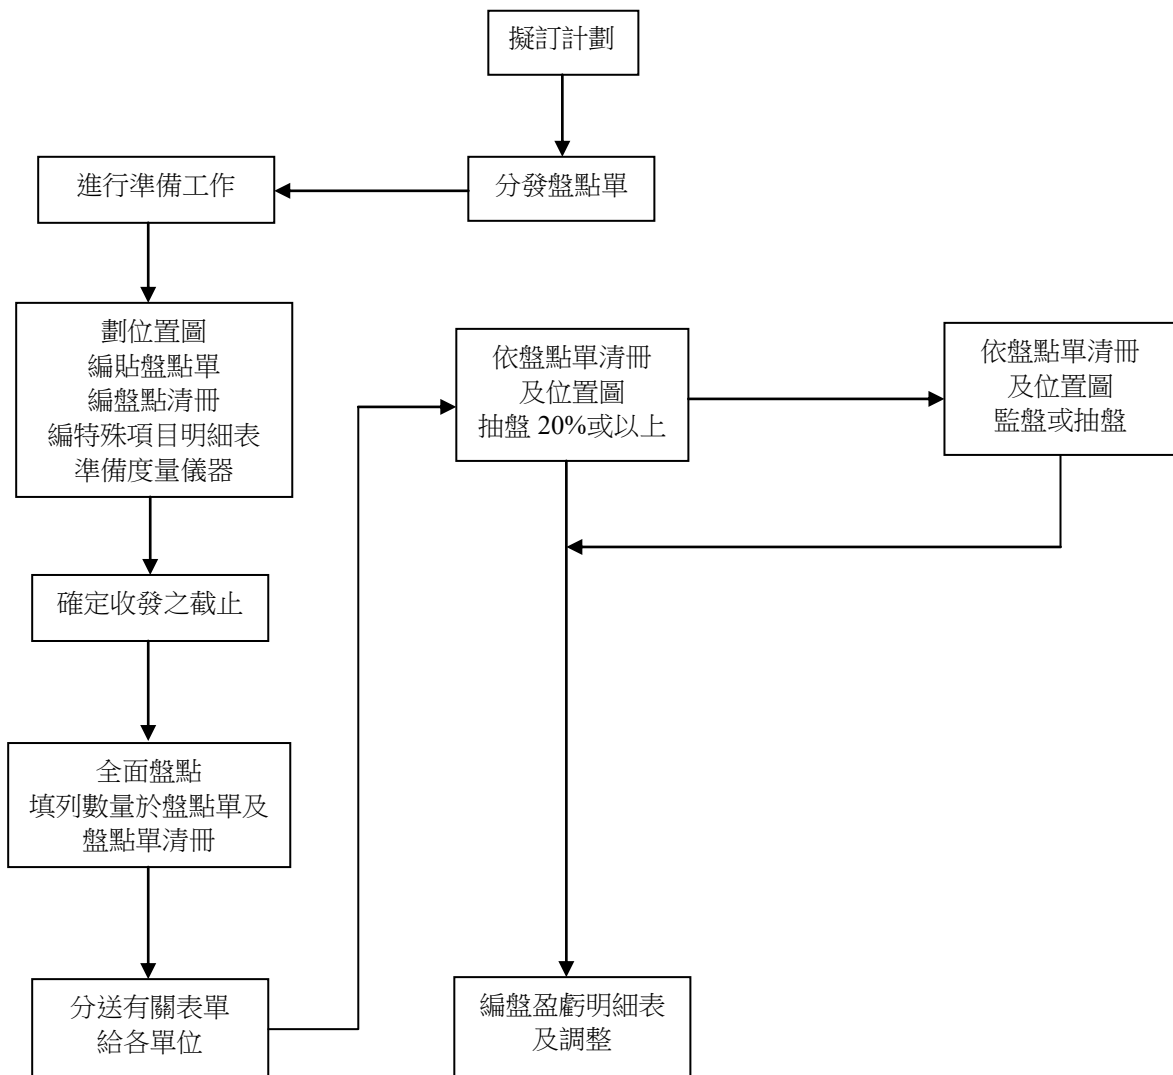 擬訂計劃
分發盤點單
進行準備工作
劃位置圖
編貼盤點單
編盤點清冊
編特殊項目明細表
準備度量儀器
確定收發之截止
全面盤點
填列數量於盤點單及
盤點單清冊
分送有關表單
給各單位
依盤點單清冊
及位置圖
抽盤 20%或以上
依盤點單清冊
及位置圖
監盤或抽盤
編盤盈虧明細表
及調整